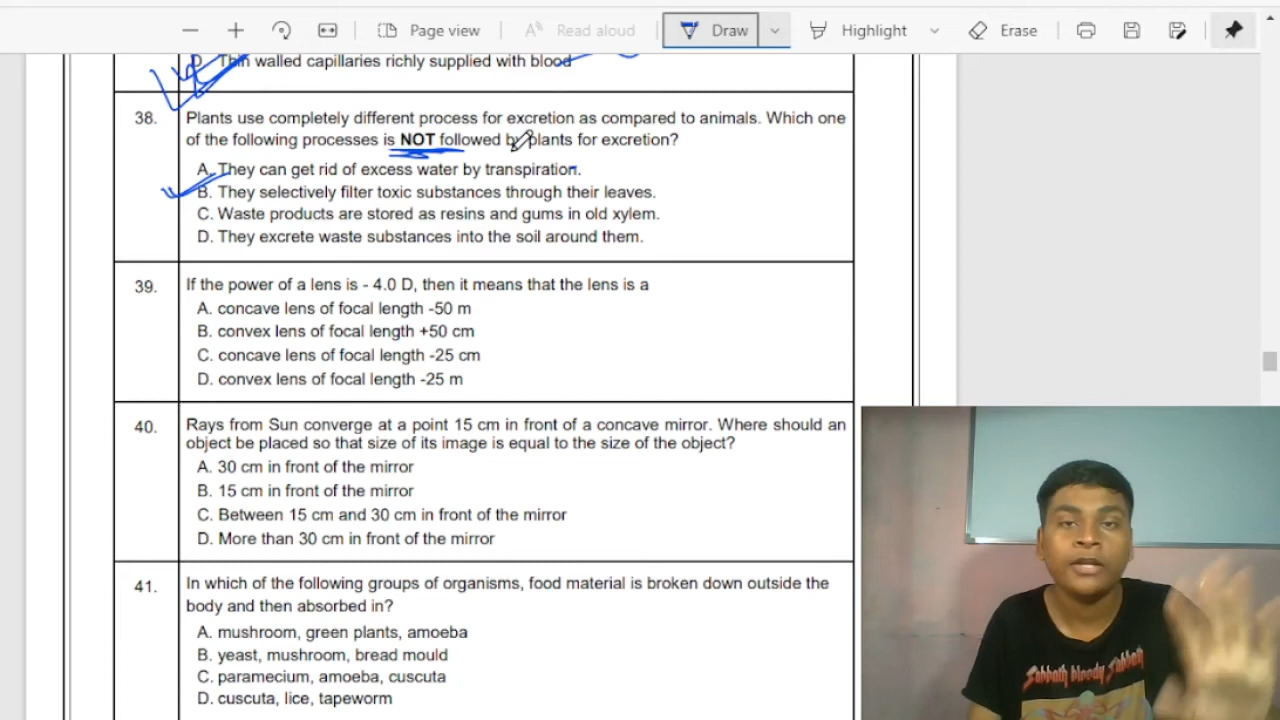 Page view
Read aloud
Draw
Highlight
Erase
D. Thin walled capillaries richly supplied with blood
38. Plants use completely different process for excretion as compared to animals. Which one
of the following processes is NOT followed by plants for excretion?
A. They can get rid of excess water by transpiration.
B. They selectively filter toxic substances through their leaves.
C. Waste products are stored as resins and gums in old xylem.
D. They excrete waste substances into the soil around them.
39. If the power of a lens is - 4.0 D, then it means that the lens is a
A. concave lens of focal length -50 m
B. convex lens of focal length +50 cm
C. concave lens of focal length -25 cm
D. convex lens of focal length -25 m
40. Rays from Sun converge at a point 15 cm in front of a concave mirror. Where should an
object be placed so that size of its image is equal to the size of the object?
A. 30 cm in front of the mirror
B. 15 cm in front of the mirror
C. Between 15 cm and 30 cm in front of the mirror
D. More than 30 cm in front of the mirror
41. In which of the following groups of organisms, food material is broken down outside the
body and then absorbed in?
A. mushroom, green plants, amoeba
B. yeast, mushroom, bread mould
C. paramecium, amoeba, cuscuta
D. cuscuta, lice, tapeworm
Sabbath bloody Sabbath